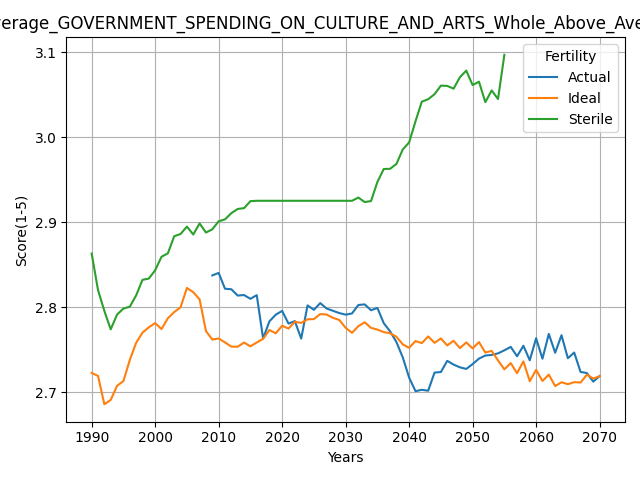 verage_GOVERNMENT_SPENDING_ON_CULTURE_AND_ARTS_Whole_Above_Ave
Fertility
Actual
Ideal
Sterile
Score(1-5)
3.1
3.0
2.9
2.8
2.7
1990 2000 2010 2020 2030 2040 2050 2060 2070
Years